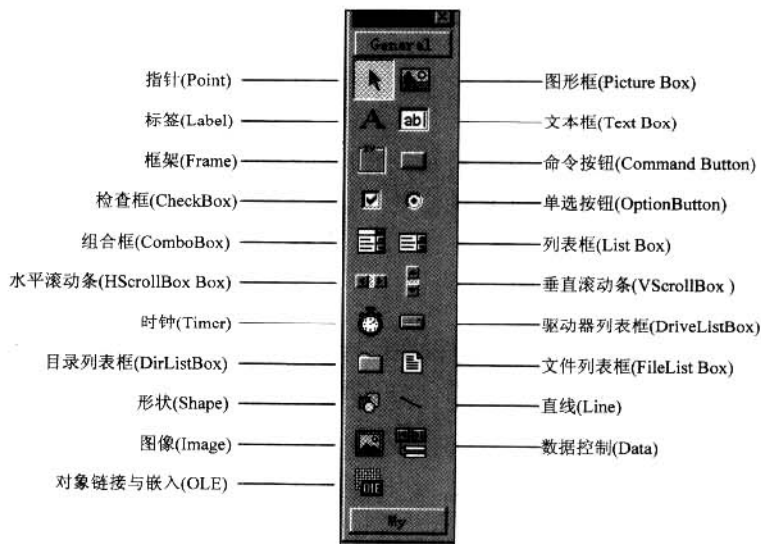 General
指针(Point)
图形框(Picture Box)
标签(Label)
A
ab
文本框(Text Box)
框架(Frame)
xy
命令按钮(Command Button)
检查框(CheckBox)
单选按钮(OptionButton)
组合框(ComboBox)
列表框(List Box)
水平滚动条(HScrollBox Box)
垂直滚动条(VScrollBox )
时钟(Timer)
驱动器列表框(DriveListBox)
目录列表框(DirListBox)
文件列表框(FileList Box)
形状(Shape)
直线(Line)
图像(Image)
数据控制(Data)
对象链接与嵌入(OLE)
OLE
My